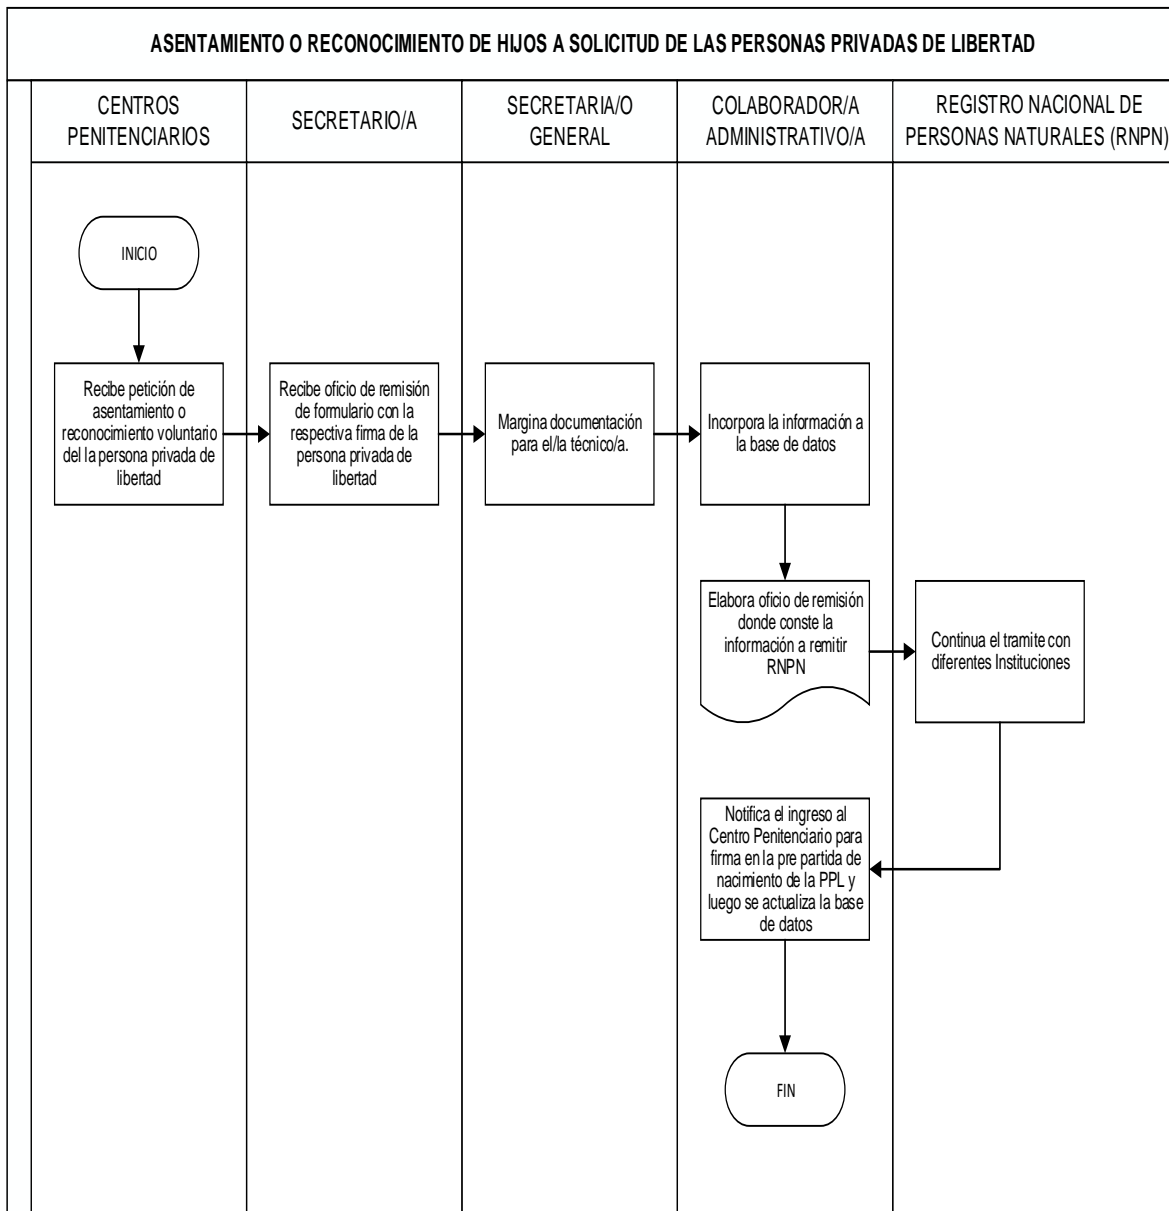 ASENTAMIENTO O RECONOCIMIENTO DE HIJOS A SOLICITUD DE LAS PERSONAS PRIVADAS DE LIBERTAD
CENTROS
PENITENCIARIOS
SECRETARIO/A
SECRETARIA/O
GENERAL
COLABORADOR/A
ADMINISTRATIVO/A
REGISTRO NACIONAL DE
PERSONAS NATURALES (RNPN)
INICIO
Recibe petición de
asentamiento o
reconocimiento voluntario
del la persona privada de
libertad
Recibe oficio de remisión
de formulario con la
respectiva firma de la
persona privada de
libertad
Margina documentación
para el/la técnico/a.
Incorpora la información a
la base de datos
Elabora oficio de remisión
donde conste la
información a remitir
RNPN
Continua el tramite con
diferentes Instituciones
Notifica el ingreso al
Centro Penitenciario para
firma en la pre partida de
nacimiento de la PPL y
luego se actualiza la base
de datos
FIN